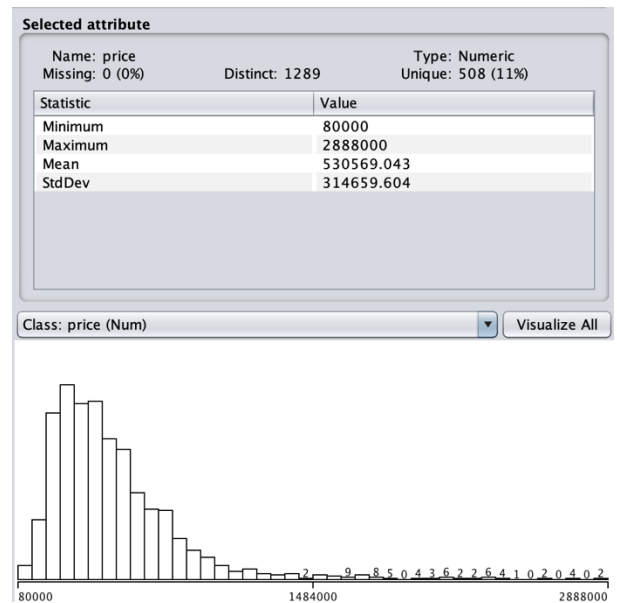 Selected attribute
Name: price Type: Numeric
Missing: 0 (0%) Distinct: 1289 Unique: 508 (11%)
Statistic Value
Minimum 80000
Maximum 2888000
Mean 530569.043
StdDev 314659.604
Class: price (Num) Visualize All
2 9 8 5 0 4 3 6 2 2 6 4 1 0 2 0 4 0 2
80000 1484000 2888000